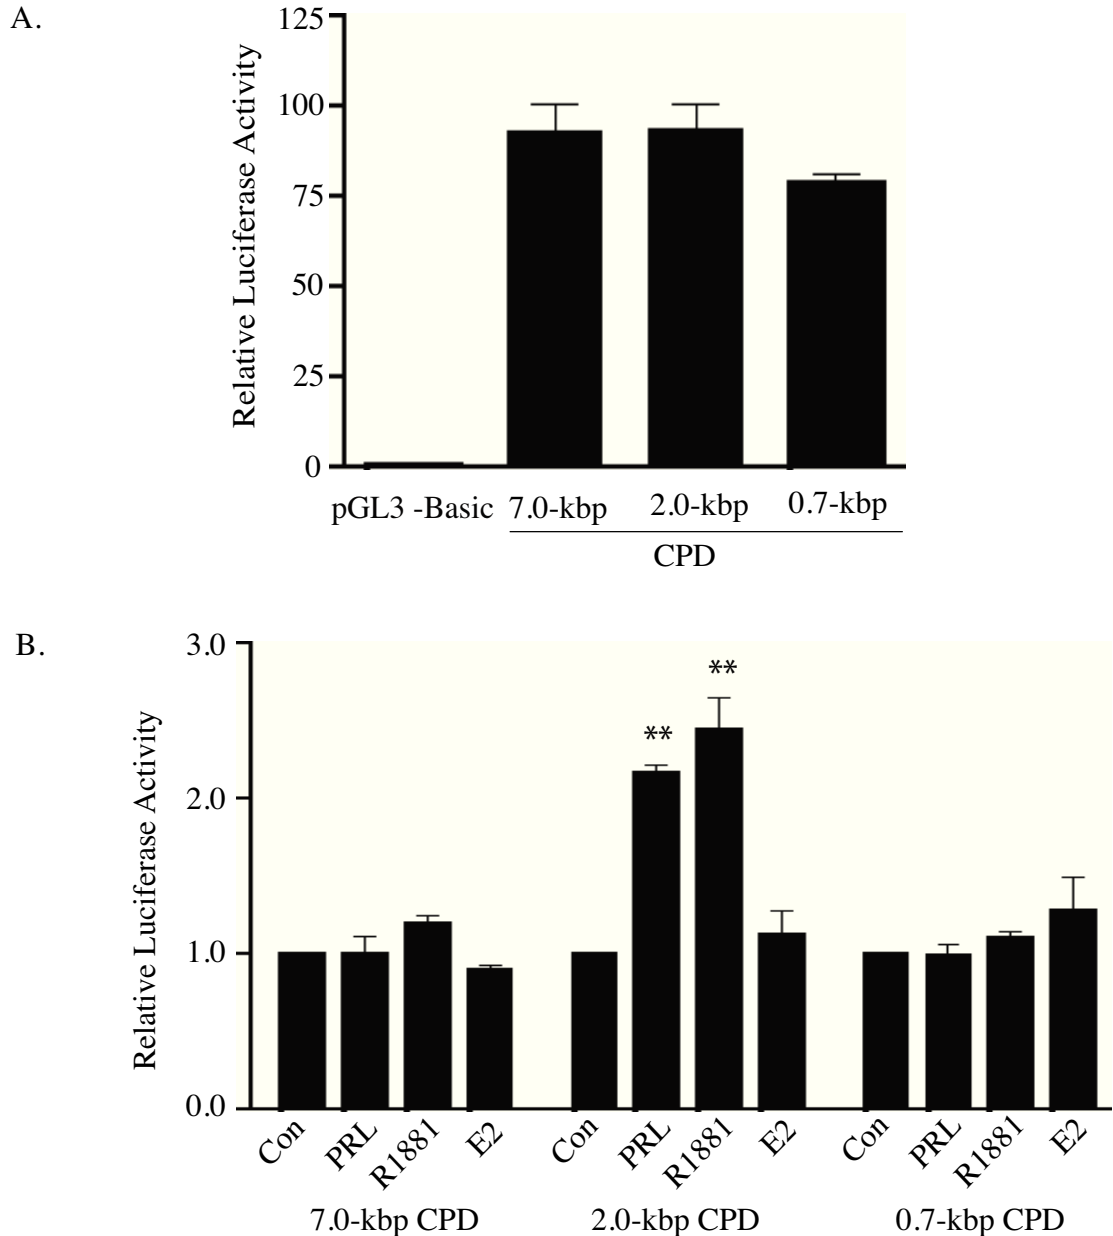 A.
Relative Luciferase Activity
125
100
75
50
25
0
pGL3 -Basic 7.0-kbp 2.0-kbp 0.7-kbp
CPD
B.
Relative Luciferase Activity
3.0
2.0
1.0
0.0
** **
Con PRL R1881 E2 Con PRL R1881 E2 Con PRL R1881 E2
7.0-kbp CPD 2.0-kbp CPD 0.7-kbp CPD